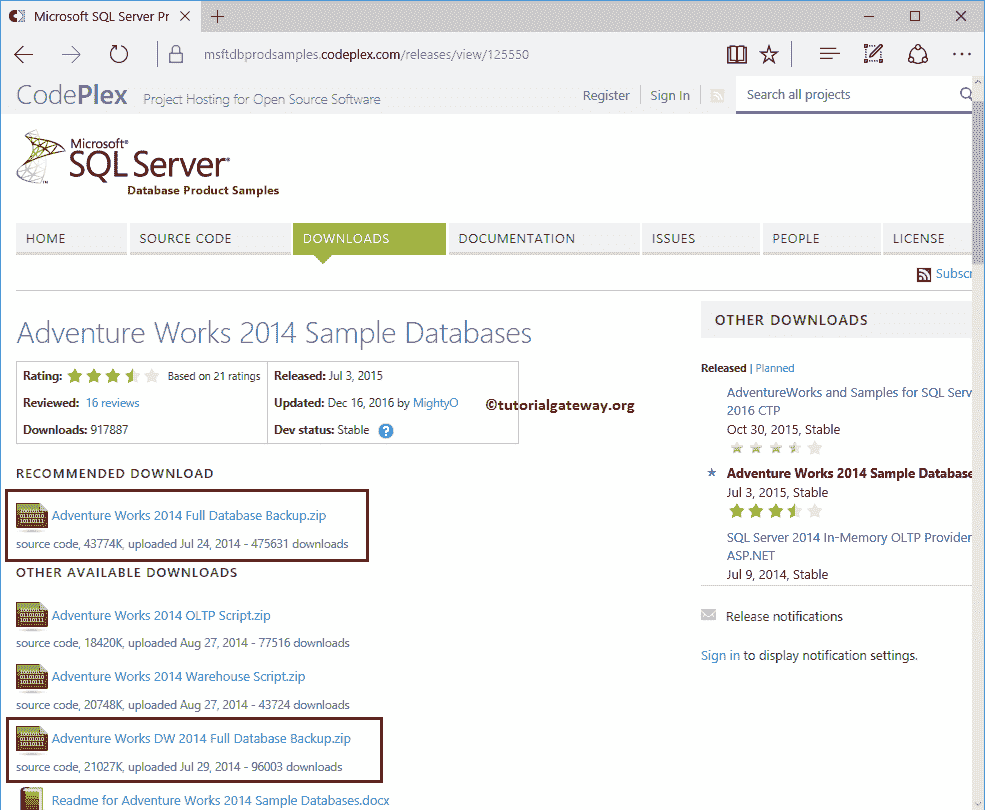 Microsoft SQL Server Pr
msftdbprodsamples.codeplex.com/releases/view/125550
CodePlex Project Hosting for Open Source Software
Register Sign In Search all projects
Microsoft®
SQL Server®
Database Product Samples
HOME SOURCE CODE DOWNLOADS DOCUMENTATION ISSUES PEOPLE LICENSE
Subscr
Adventure Works 2014 Sample Databases
Rating: Based on 21 ratings
Reviewed: 16 reviews
Downloads: 917887
Released: Jul 3, 2015
Updated: Dec 16, 2016 by MightyO
Dev status: Stable ?
©tutorialgateway.org
RECOMMENDED DOWNLOAD
Adventure Works 2014 Full Database Backup.zip
source code, 43774K, uploaded Jul 24, 2014 - 475631 downloads
OTHER AVAILABLE DOWNLOADS
Adventure Works 2014 OLTP Script.zip
source code, 18420K, uploaded Aug 27, 2014 - 77516 downloads
Adventure Works 2014 Warehouse Script.zip
source code, 20748K, uploaded Aug 27, 2014 - 43724 downloads
Adventure Works DW 2014 Full Database Backup.zip
source code, 21027K, uploaded Jul 29, 2014 - 96003 downloads
Readme for Adventure Works 2014 Sample Databases.docx
OTHER DOWNLOADS
Released | Planned
AdventureWorks and Samples for SQL Serv
2016 CTP
Oct 30, 2015, Stable
Adventure Works 2014 Sample Database
Jul 3, 2015, Stable
SQL Server 2014 In-Memory OLTP Provider
ASP.NET
Jul 9, 2014, Stable
Release notifications
Sign in to display notification settings.